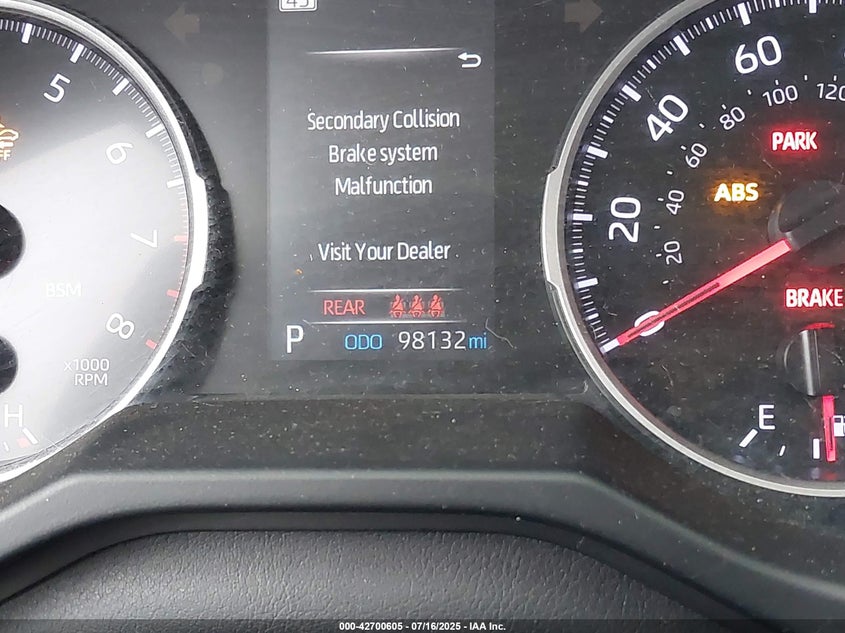 45
Secondary Collision
Brake system
Malfunction
Visit Your Dealer
REAR
P ODO 98132 mi
5
6
7
8
BSM
x1000
RPM
H
60
40
20
0
120
100
80
60
40
20
PARK
ABS
BRAKE
E
000-42700605 - 07/16/2025 - IAA Inc.